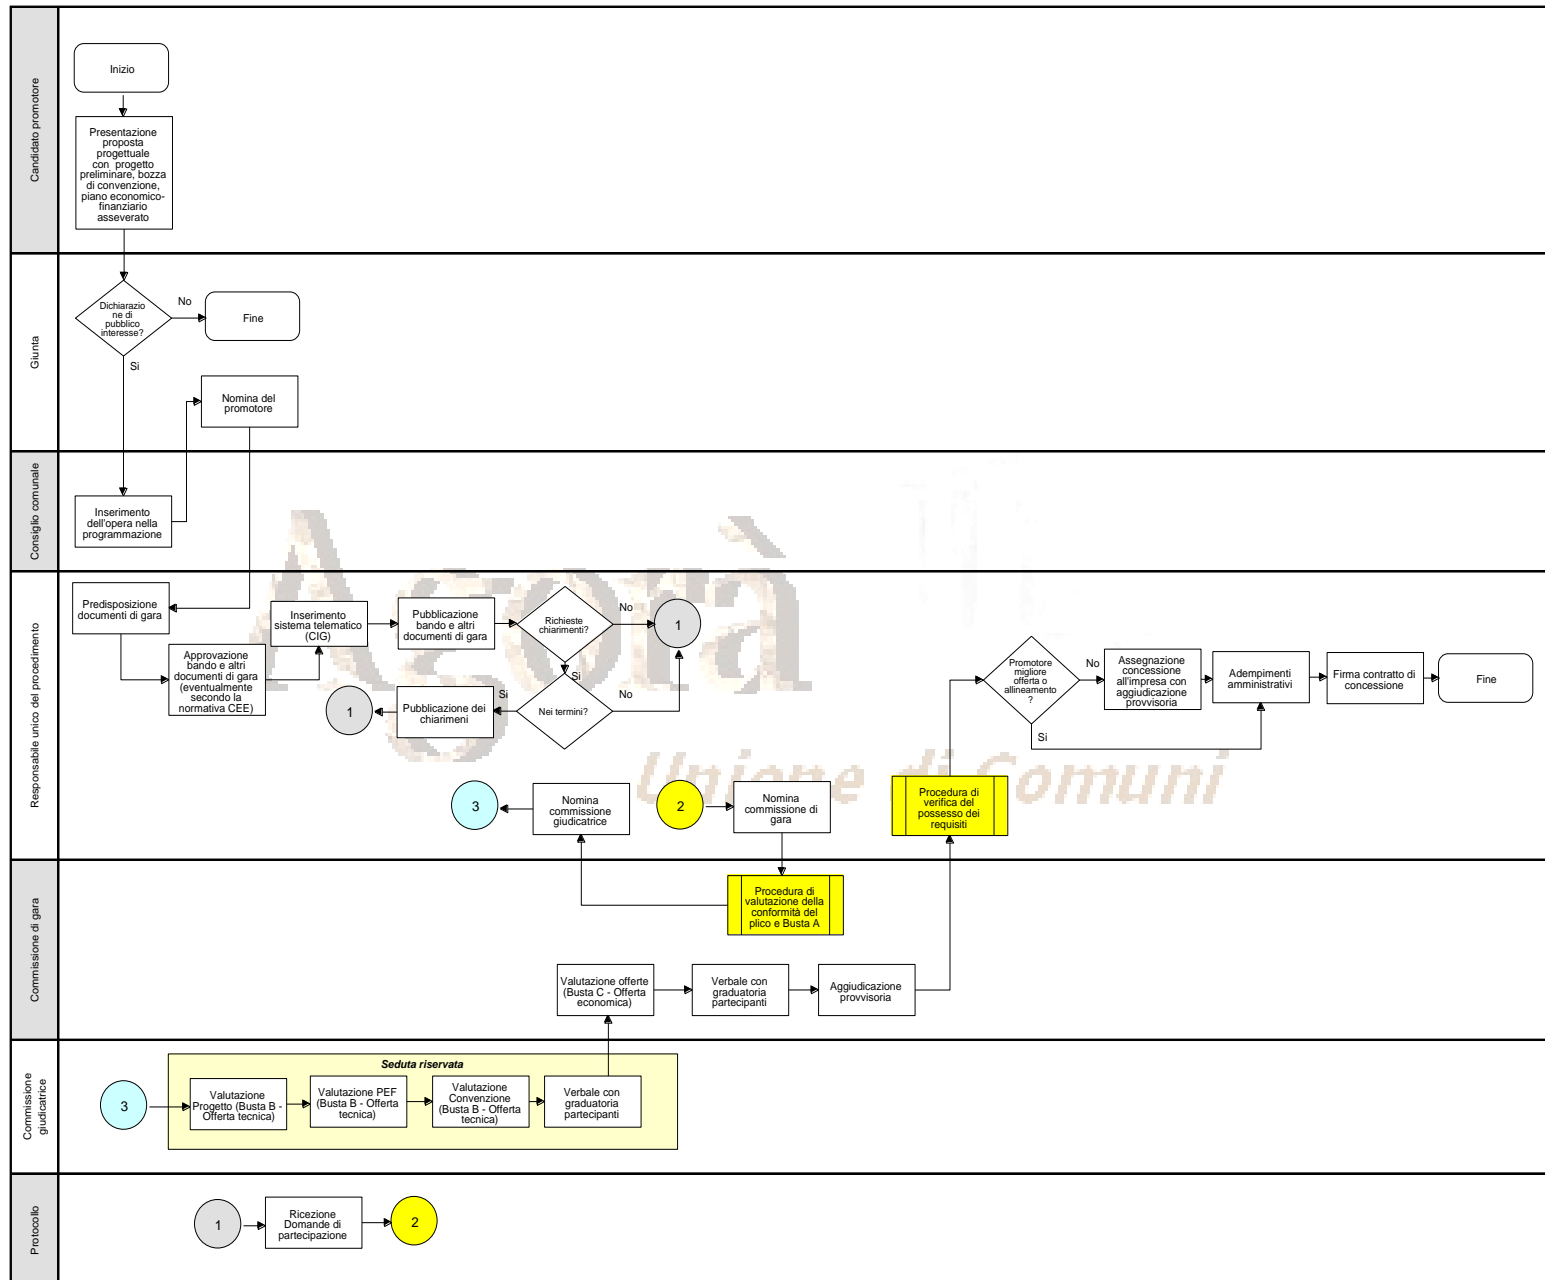 Candidato promotore
Inizio
Presentazione
proposta
progettuale
con progetto
preliminare, bozza
di convenzione,
piano economico-
finanziario
asseverato
Giunta
Dichiarazio
ne di
pubblico
interesse?
No
Fine
Si
Nomina del
promotore
Consiglio comunale
Inserimento
dell'opera nella
programmazione
Agorà
Unione di Comuni
Responsabile unico del procedimento
Predisposizione
documenti di gara
Approvazione
bando e altri
documenti di gara
(eventualmente
secondo la
normativa CEE)
Inserimento
sistema telematico
(CIG)
Pubblicazione
bando e altri
documenti di gara
Richieste
chiarimenti?
No
1
Si
Nei termini?
No
Si
Pubblicazione dei
chiarimeni
1
Promotore
migliore
offerta o
allineamento
?
No
Si
Assegnazione
concessione
all'impresa con
aggiudicazione
provvisoria
Adempimenti
amministrativi
Firma contratto di
concessione
Fine
3
Nomina
commissione
giudicatrice
2
Nomina
commissione di
gara
Procedura di
verifica del
possesso dei
requisiti
Commissione di gara
Procedura di
valutazione della
conformità del
plico e Busta A
Valutazione offerte
(Busta C - Offerta
economica)
Verbale con
graduatoria
partecipanti
Aggiudicazione
provvisoria
Commissione
giudicatrice
Seduta riservata
3
Valutazione
Progetto (Busta B -
Offerta tecnica)
Valutazione PEF
(Busta B - Offerta
tecnica)
Valutazione
Convenzione
(Busta B - Offerta
tecnica)
Verbale con
graduatoria
partecipanti
Protocollo
1
Ricezione
Domande di
partecipazione
2